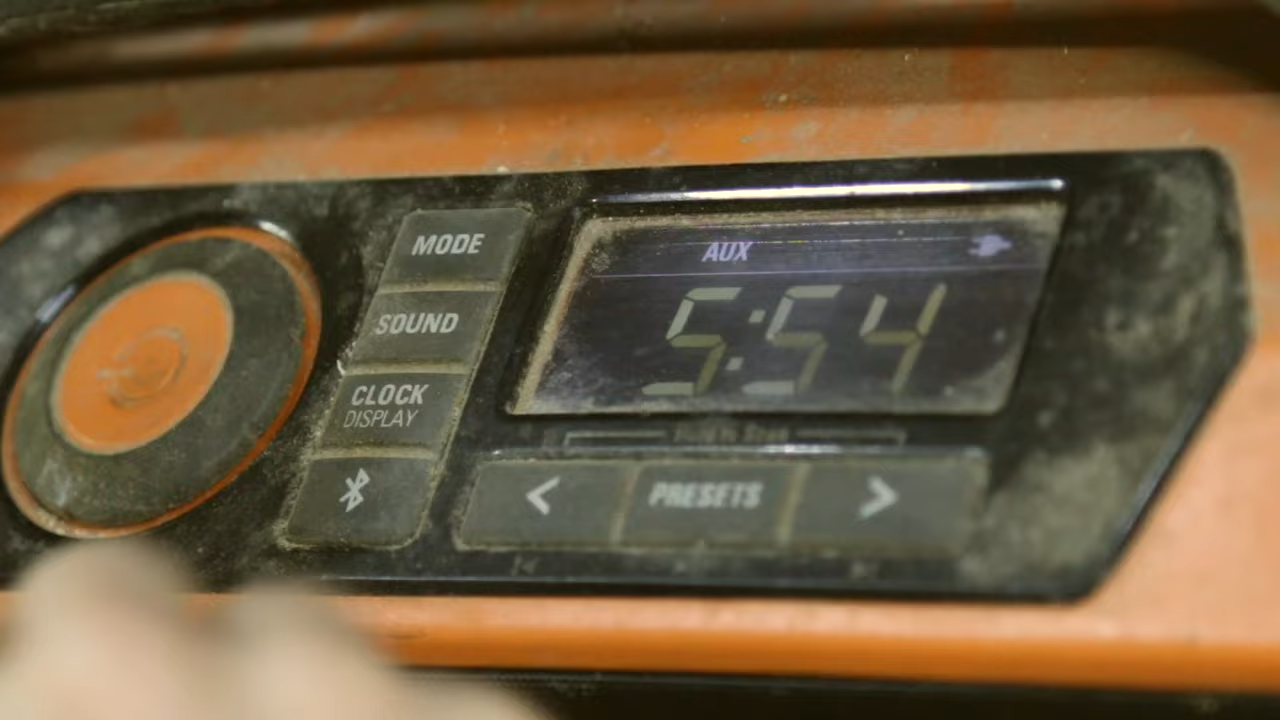 MODE
SOUND
CLOCK
DISPLAY
AUX
5:54
< PRESETS >